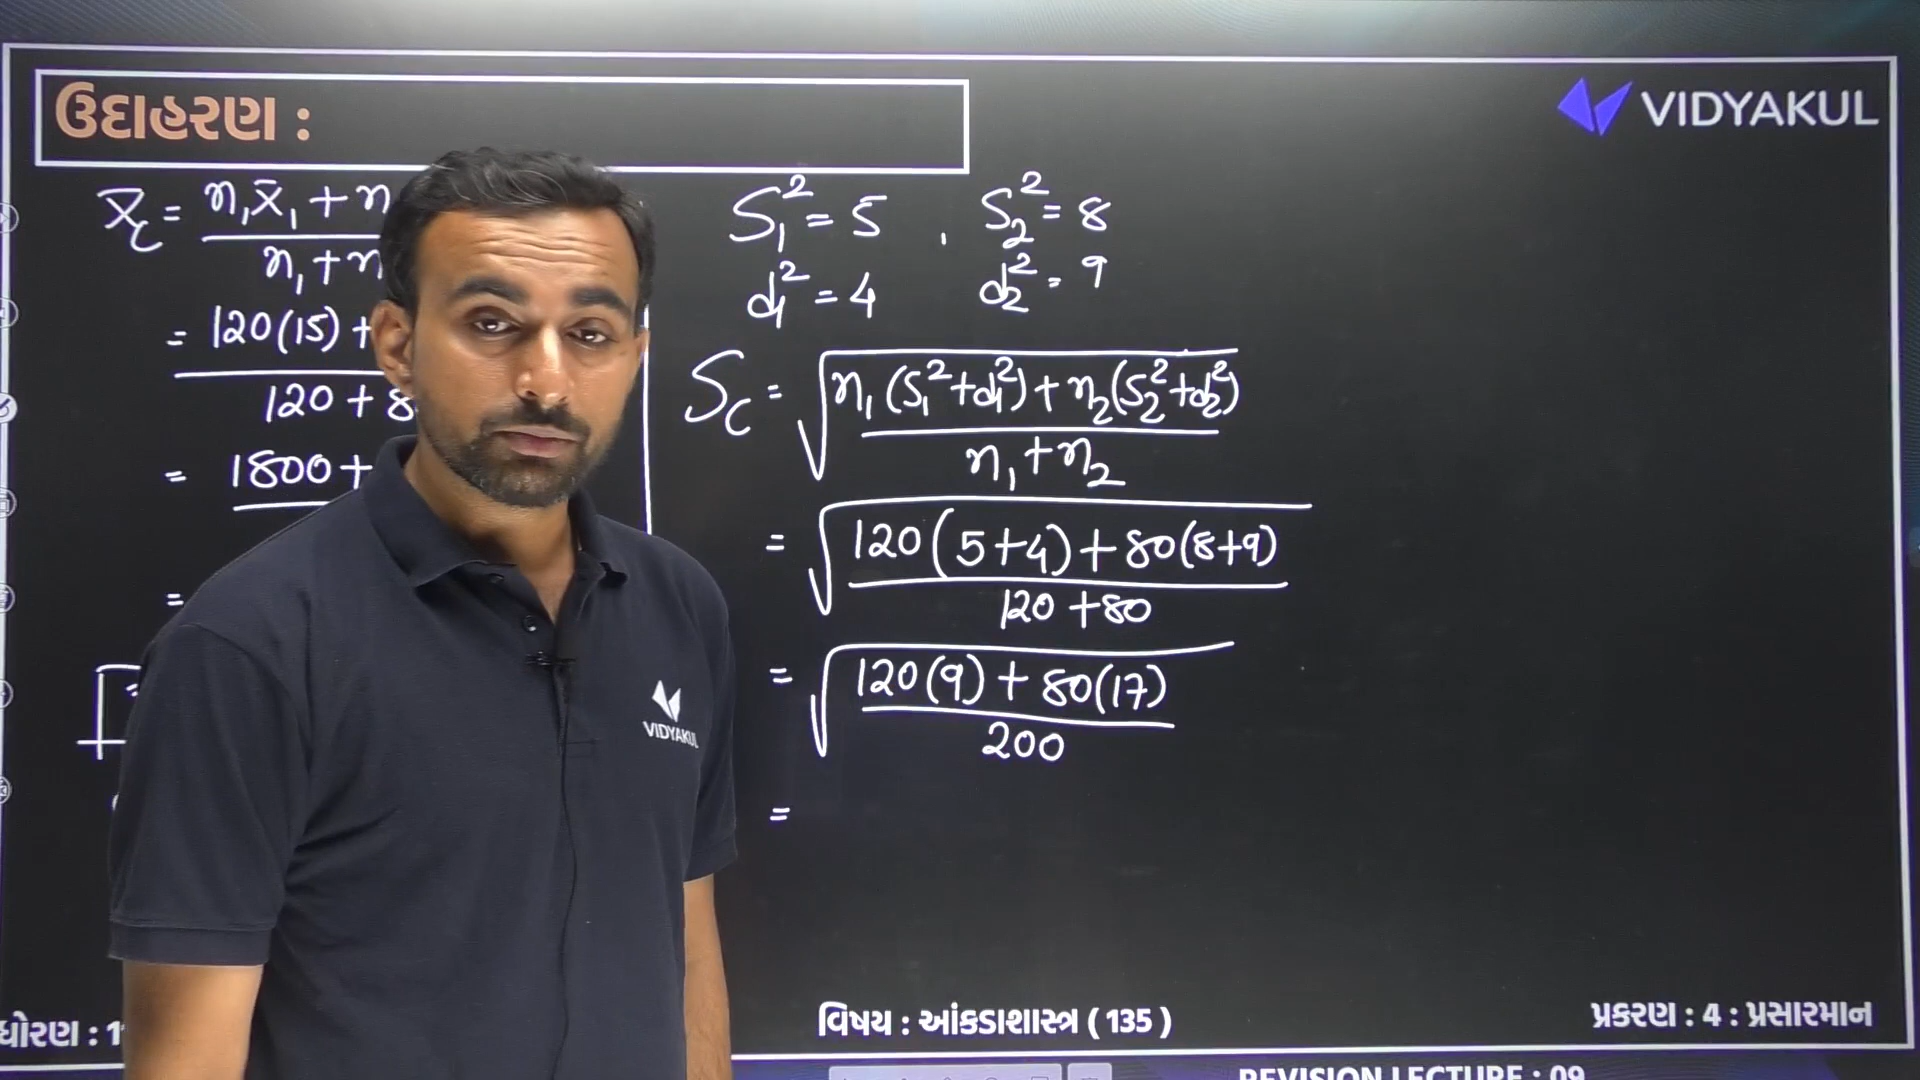 ઉદાહરણ :
VIDYAKUL
x̄c = n₁x̄₁ + n
n₁ + n
= 120(15) +
120 + 8
= 1800 +
=
S₁² = 5 , S₂² = 8
d₁² = 4 d₂² = 9
Sc = √ n₁(S₁²+d₁²) + n₂(S₂²+d₂²)
n₁ + n₂
= √ 120(5+4) + 80(8+9)
120 + 80
= √ 120(9) + 80(17)
200
=
VIDYAKUL
ધોરણ : 11
વિષય : આંકડાશાસ્ત્ર ( 135 )
પ્રકરણ : 4 : પ્રસારમાન
REVISION LECTURE : 09